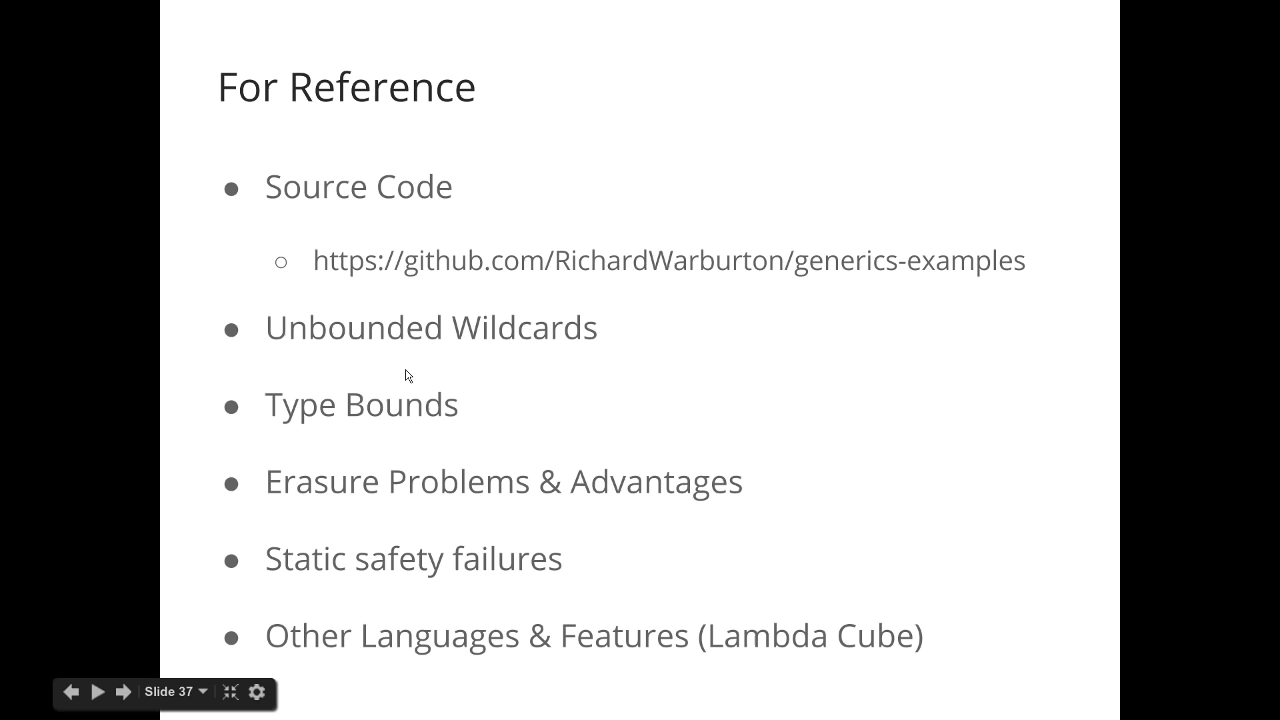 For Reference
● Source Code
○ https://github.com/RichardWarburton/generics-examples
● Unbounded Wildcards
● Type Bounds
● Erasure Problems & Advantages
● Static safety failures
● Other Languages & Features (Lambda Cube)
Slide 37